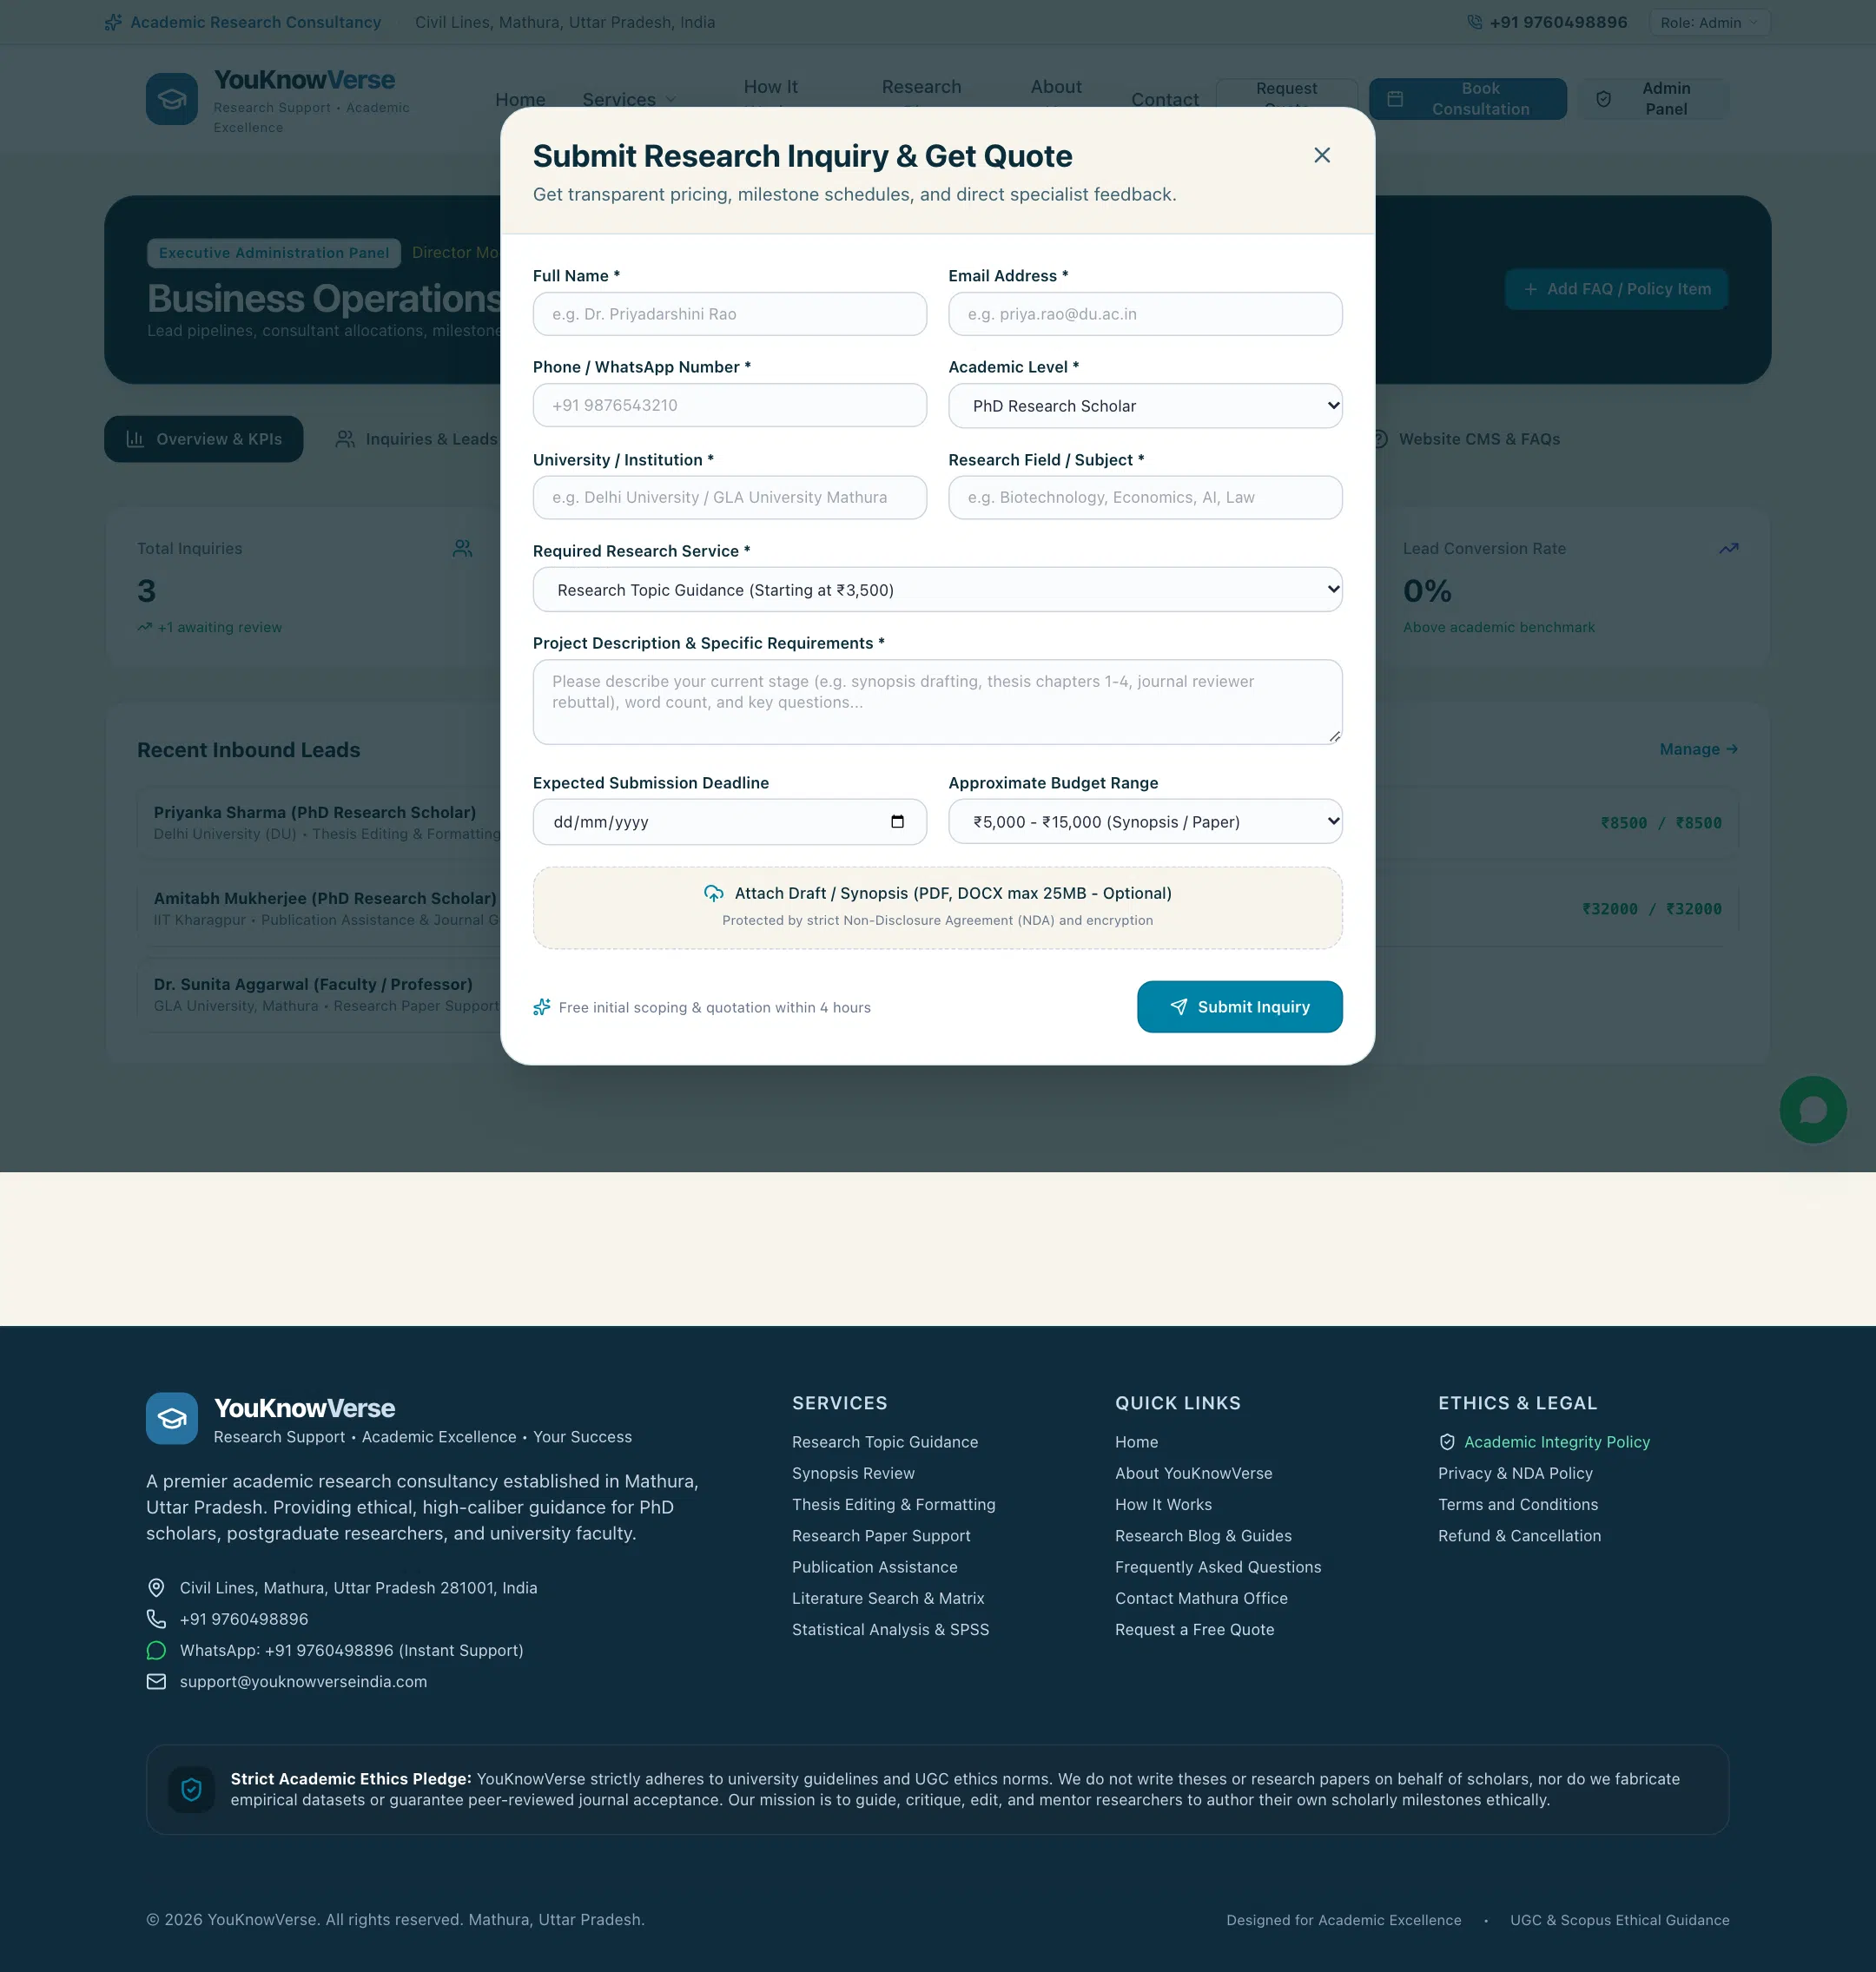 Academic Research Consultancy
Civil Lines, Mathura, Uttar Pradesh, India
+91 9760498896
Role: Admin
YouKnowVerse
Research Support • Academic
Excellence
Home
Services
How It
Research
About
Contact
Request
Book
Consultation
Admin
Panel
Submit Research Inquiry & Get Quote
Get transparent pricing, milestone schedules, and direct specialist feedback.
Executive Administration Panel
Director
Business Operations
Lead pipelines, consultant allocations, milestone
Add FAQ / Policy Item
Full Name *
Email Address *
e.g. Dr. Priyadarshini Rao
e.g. priya.rao@du.ac.in
Phone / WhatsApp Number *
Academic Level *
+91 9876543210
PhD Research Scholar
Overview & KPIs
Inquiries & Leads
Website CMS & FAQs
University / Institution *
Research Field / Subject *
e.g. Delhi University / GLA University Mathura
e.g. Biotechnology, Economics, AI, Law
Total Inquiries
3
+1 awaiting review
Lead Conversion Rate
0%
Above academic benchmark
Required Research Service *
Research Topic Guidance (Starting at ₹3,500)
Project Description & Specific Requirements *
Please describe your current stage (e.g. synopsis drafting, thesis chapters 1-4, journal reviewer
rebuttal), word count, and key questions...
Recent Inbound Leads
Manage →
Priyanka Sharma (PhD Research Scholar)
Delhi University (DU) • Thesis Editing & Formatting
₹8500 / ₹8500
Amitabh Mukherjee (PhD Research Scholar)
IIT Kharagpur • Publication Assistance & Journal
₹32000 / ₹32000
Dr. Sunita Aggarwal (Faculty / Professor)
GLA University, Mathura • Research Paper Support
Expected Submission Deadline
Approximate Budget Range
dd/mm/yyyy
₹5,000 - ₹15,000 (Synopsis / Paper)
Attach Draft / Synopsis (PDF, DOCX max 25MB - Optional)
Protected by strict Non-Disclosure Agreement (NDA) and encryption
Free initial scoping & quotation within 4 hours
Submit Inquiry
YouKnowVerse
Research Support • Academic Excellence • Your Success
A premier academic research consultancy established in Mathura,
Uttar Pradesh. Providing ethical, high-caliber guidance for PhD
scholars, postgraduate researchers, and university faculty.
Civil Lines, Mathura, Uttar Pradesh 281001, India
+91 9760498896
WhatsApp: +91 9760498896 (Instant Support)
support@youknowverseindia.com
SERVICES
Research Topic Guidance
Synopsis Review
Thesis Editing & Formatting
Research Paper Support
Publication Assistance
Literature Search & Matrix
Statistical Analysis & SPSS
QUICK LINKS
Home
About YouKnowVerse
How It Works
Research Blog & Guides
Frequently Asked Questions
Contact Mathura Office
Request a Free Quote
ETHICS & LEGAL
Academic Integrity Policy
Privacy & NDA Policy
Terms and Conditions
Refund & Cancellation
Strict Academic Ethics Pledge: YouKnowVerse strictly adheres to university guidelines and UGC ethics norms. We do not write theses or research papers on behalf of scholars, nor do we fabricate
empirical datasets or guarantee peer-reviewed journal acceptance. Our mission is to guide, critique, edit, and mentor researchers to author their own scholarly milestones ethically.
© 2026 YouKnowVerse. All rights reserved. Mathura, Uttar Pradesh.
Designed for Academic Excellence • UGC & Scopus Ethical Guidance